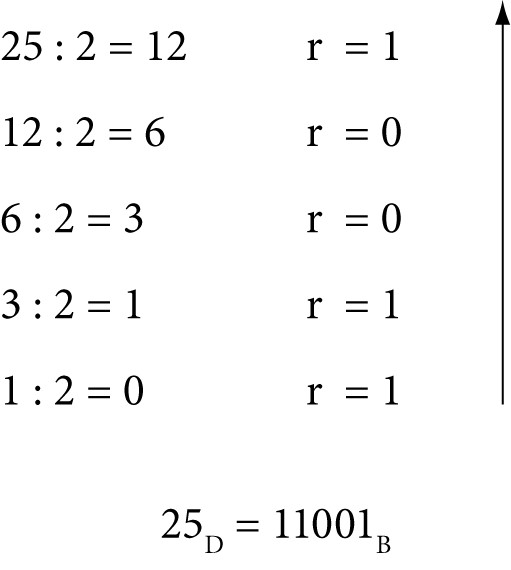 25 : 2 = 12 r = 1
12 : 2 = 6 r = 0
6 : 2 = 3 r = 0
3 : 2 = 1 r = 1
1 : 2 = 0 r = 1
25D = 11001B